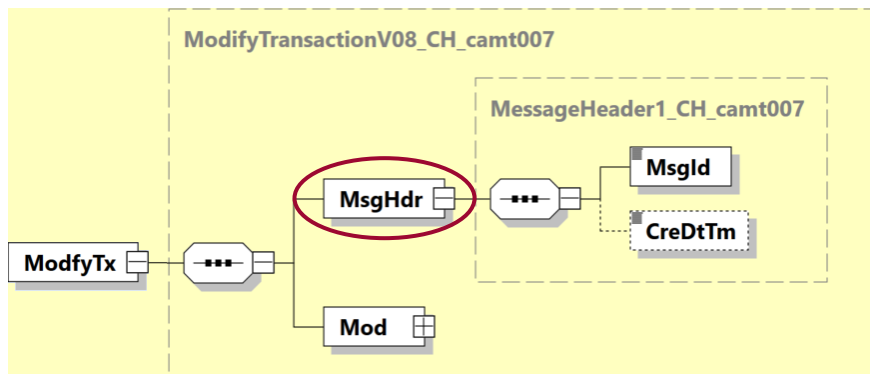 ModifyTransactionV08_CH_camt007
MessageHeader1_CH_camt007
MsgId
MsgHdr
CreDtTm
ModfyTx
Mod